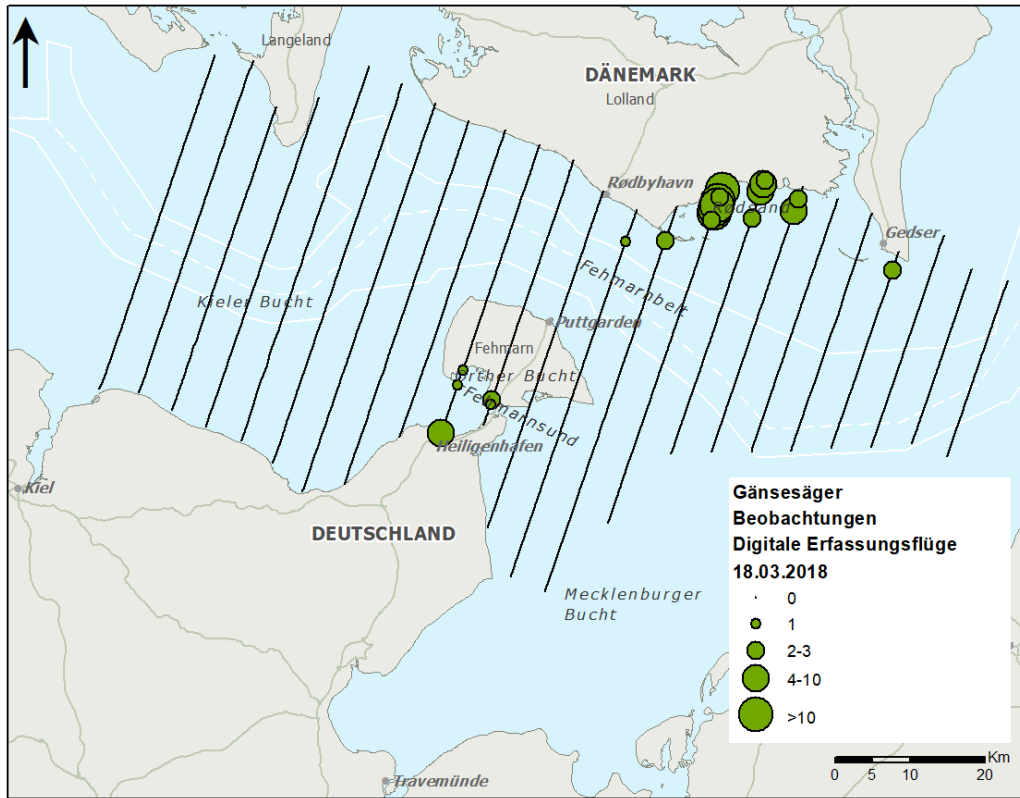 Langeland
DÄNEMARK
Lolland
Rødbyhavn
Rødsand
Gedser
Fehmarnbelt
Kieler Bucht
Puttgarden
Fehmarn
Orther Bucht
Fehmarnsund
Heiligenhafen
Kiel
DEUTSCHLAND
Mecklenburger
Bucht
Travemünde
Gänsesäger
Beobachtungen
Digitale Erfassungsflüge
18.03.2018
0
1
2-3
4-10
>10
Km
0 5 10 20